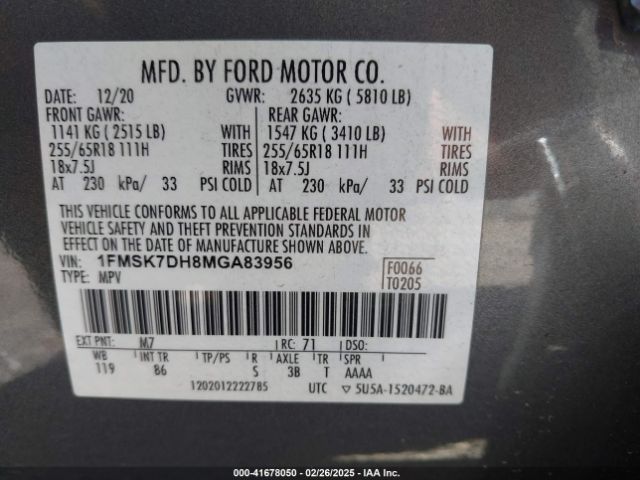 MFD. BY FORD MOTOR CO.
DATE: 12/20 GVWR: 2635 KG ( 5810 LB)
FRONT GAWR: REAR GAWR:
1141 KG ( 2515 LB) WITH 1547 KG ( 3410 LB) WITH
255/65R18 111H TIRES 255/65R18 111H TIRES
18x7.5J RIMS 18x7.5J RIMS
AT 230 kPa/ 33 PSI COLD AT 230 kPa/ 33 PSI COLD
THIS VEHICLE CONFORMS TO ALL APPLICABLE FEDERAL MOTOR
VEHICLE SAFETY AND THEFT PREVENTION STANDARDS IN
EFFECT ON THE DATE OF MANUFACTURE SHOWN ABOVE.
VIN: 1FMSK7DH8MGA83956 F0066
TYPE: MPV T0205
EXT PNT: M7 RC: 71 DSO:
WB INT TR TP/PS R AXLE TR SPR
119 86 S 3B T AAAA
1202012222785 UTC ▽ 5U5A-1520472-BA
000-41678050 | 02/26/2025 | IAA Inc.